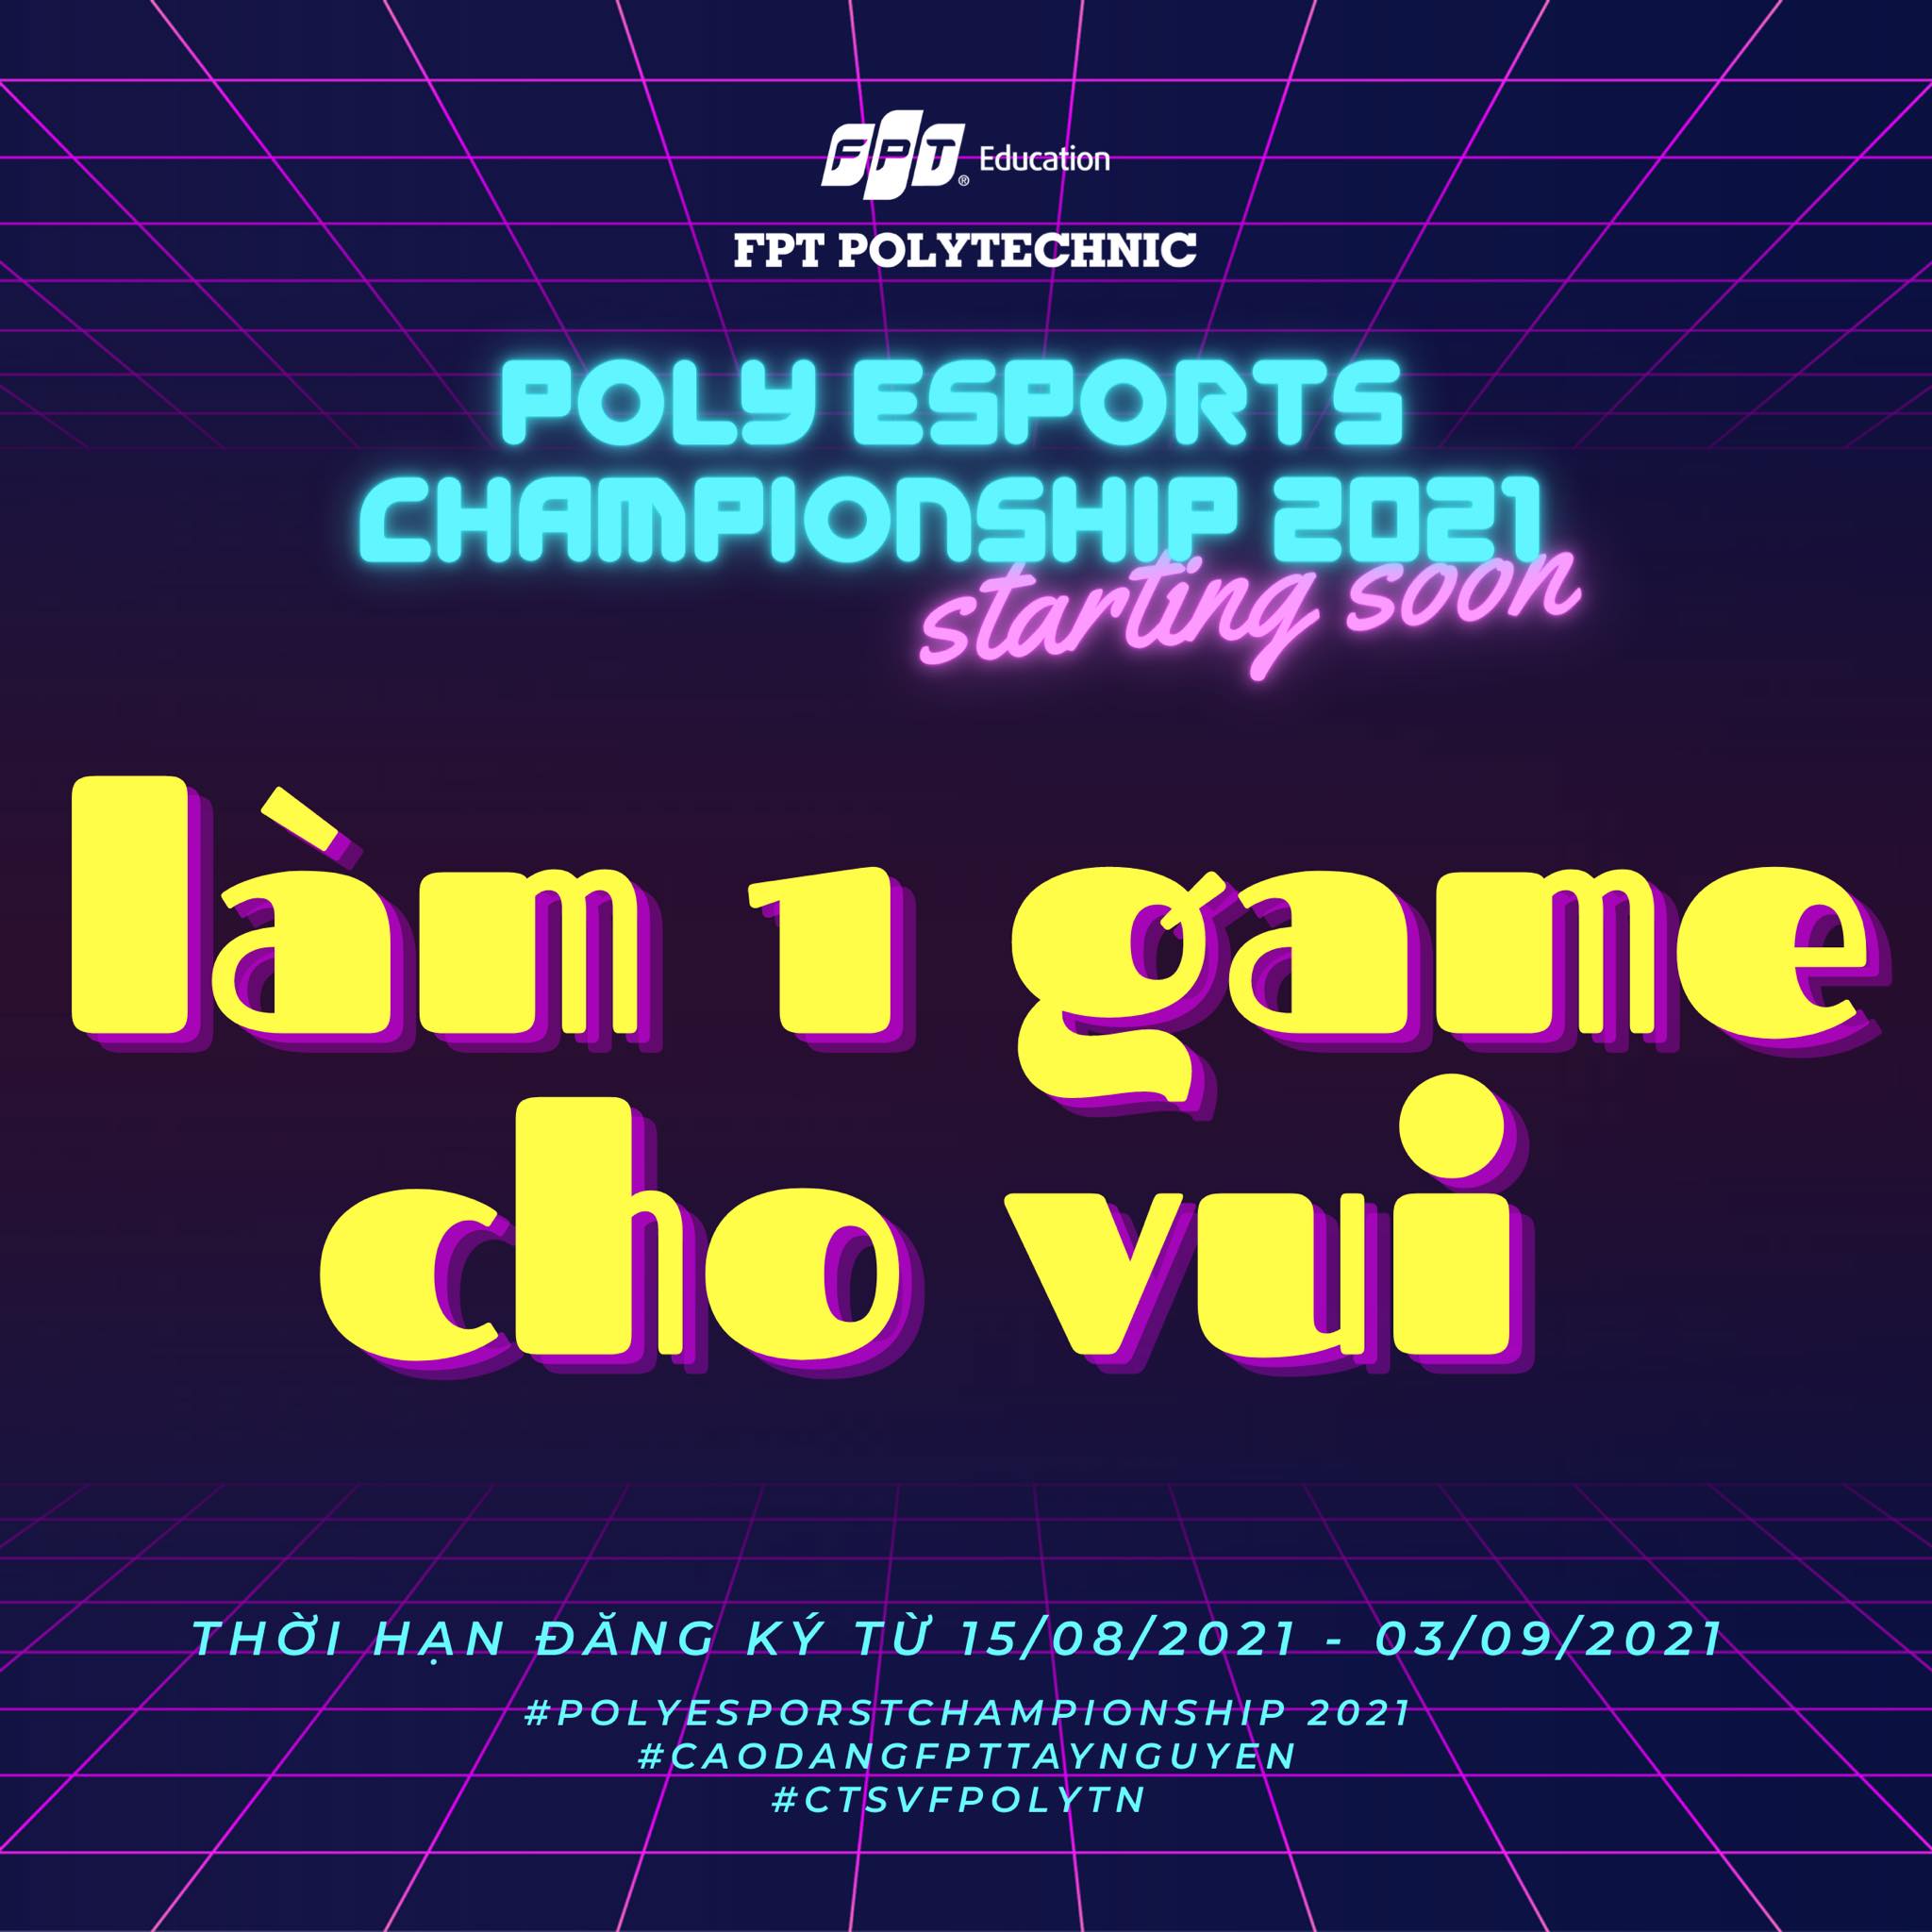 FPT® Education
FPT POLYTECHNIC
POLY ESPORTS
CHAMPIONSHIP 2021
starting soon
làm 1 game
cho vui
THỜI HẠN ĐĂNG KÝ TỪ 15/08/2021 - 03/09/2021
#POLYESPORSTCHAMPIONSHIP 2021
#CAODANGFPTTAYNGUYEN
#CTSVFPOLYTN